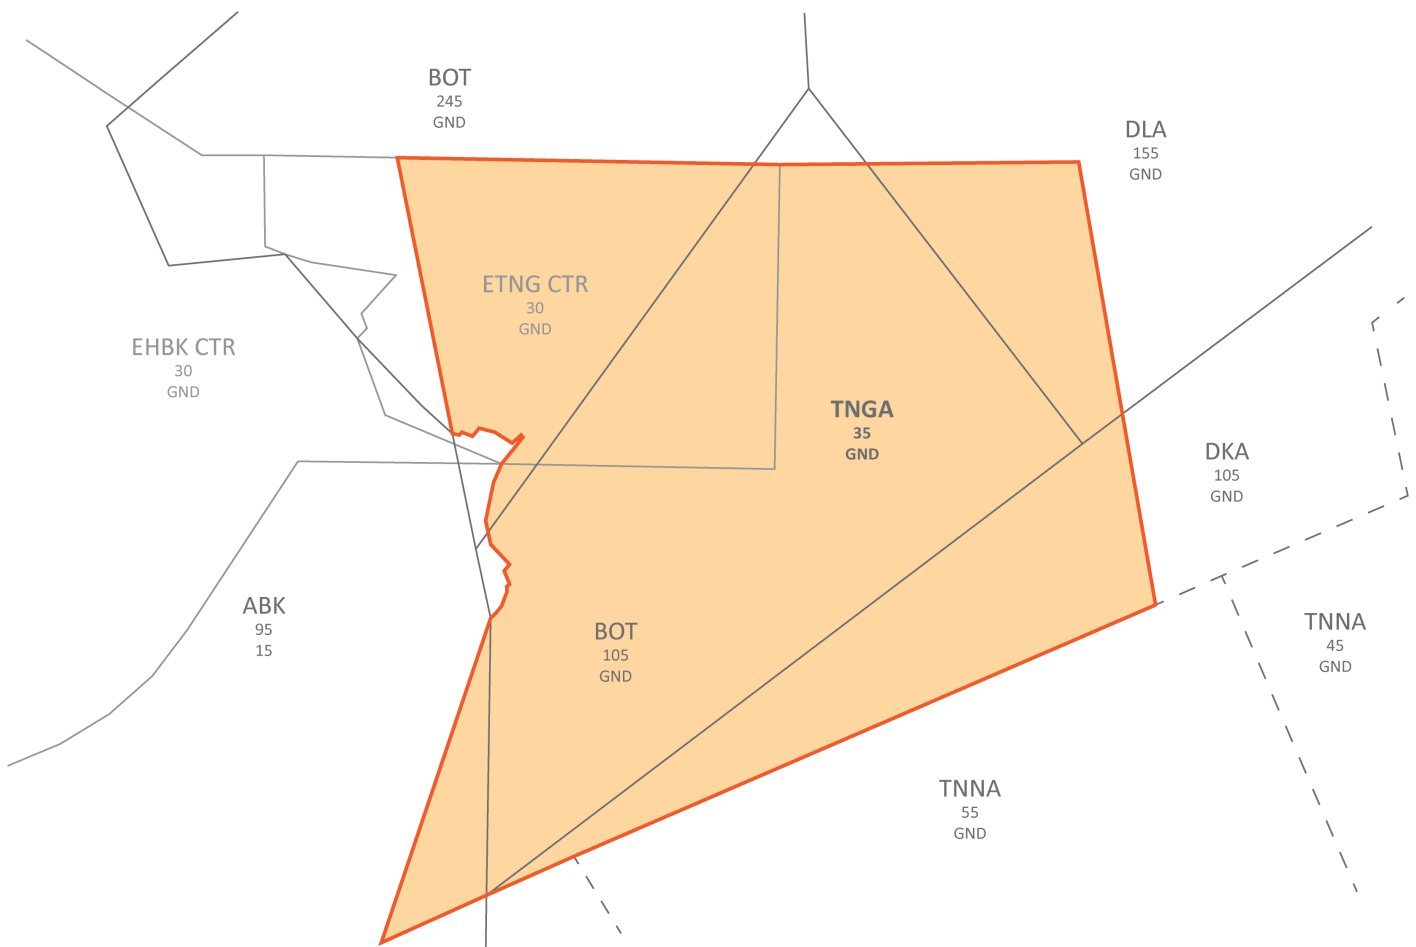 BOT
245
GND
DLA
155
GND
ETNG CTR
30
GND
EHBK CTR
30
GND
TNGA
35
GND
DKA
105
GND
ABK
95
15
BOT
105
GND
TNNA
45
GND
TNNA
55
GND